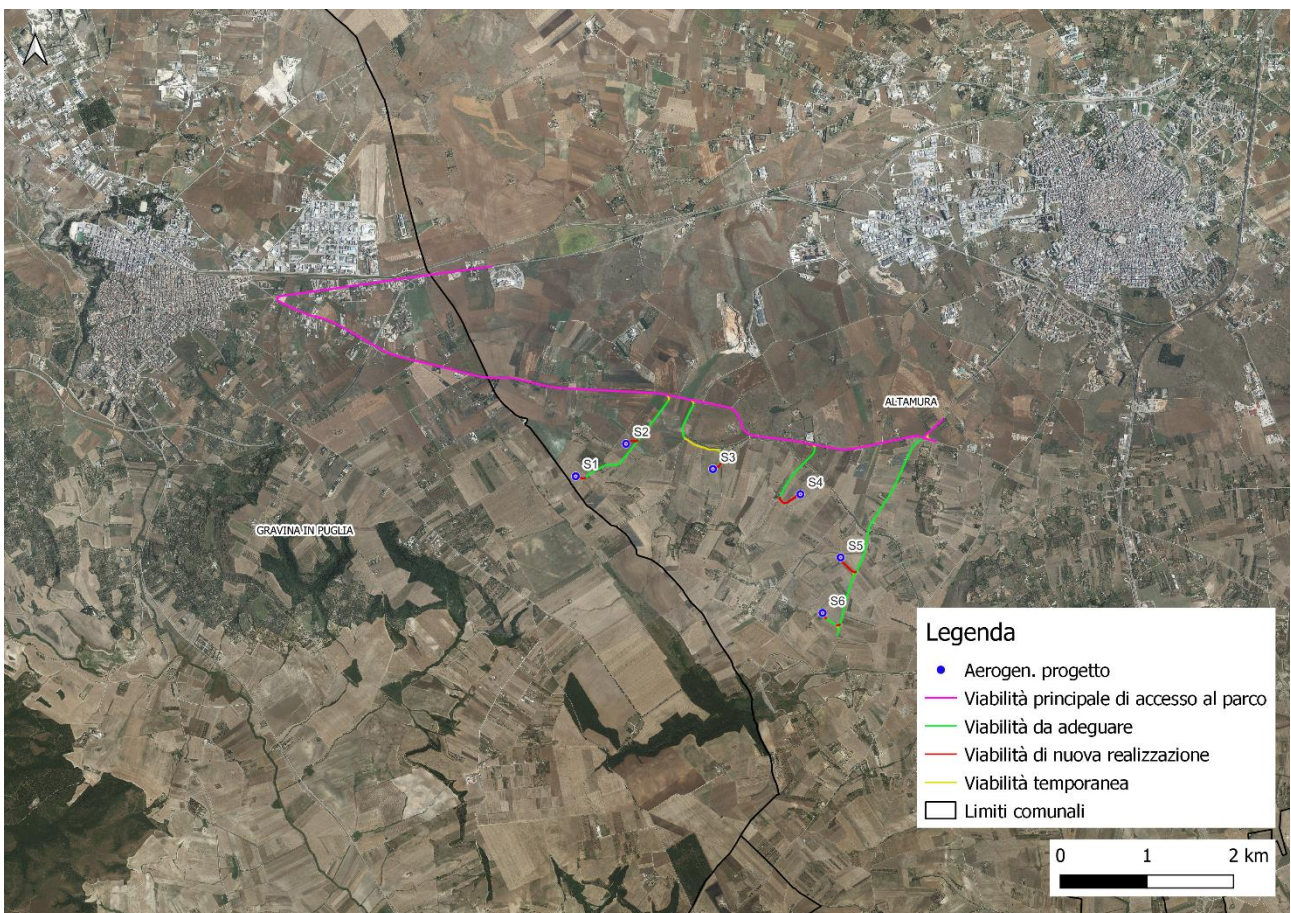 ALTAMURA
S2
S1
S3
S4
GRAVINA IN PUGLIA
S5
S6
Legenda
Aerogen. progetto
Viabilità principale di accesso al parco
Viabilità da adeguare
Viabilità di nuova realizzazione
Viabilità temporanea
Limiti comunali
0 1 2 km